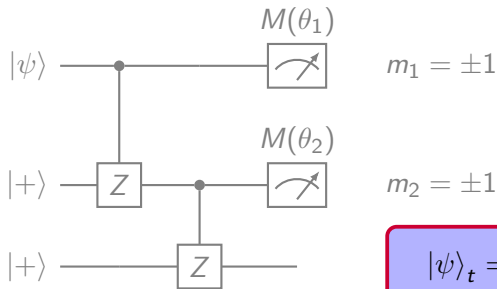 M(θ₁)
|ψ⟩ m₁ = ±1
M(θ₂)
|+⟩ Z m₂ = ±1
|+⟩ Z
|ψ⟩ₜ =